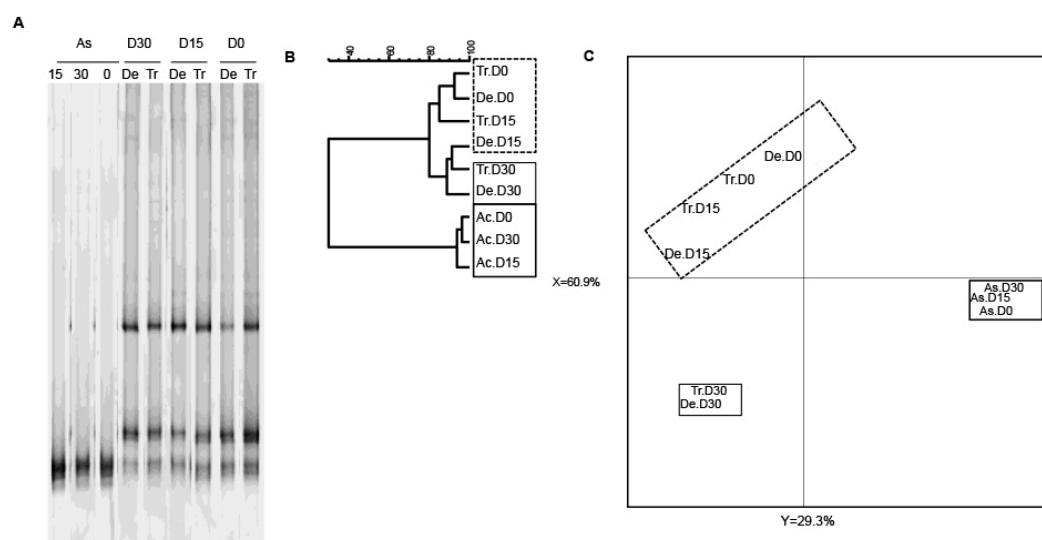 A
As D30 D15 D0
15 30 0 De Tr De Tr De Tr
B
40 60 80 100
Tr.D0
De.D0
Tr.D15
De.D15
Tr.D30
De.D30
Ac.D0
Ac.D30
Ac.D15
C
De.D0
Tr.D0
Tr.D15
De.D15
X=60.9%
As.D30
As.D15
As.D0
Tr.D30
De.D30
Y=29.3%